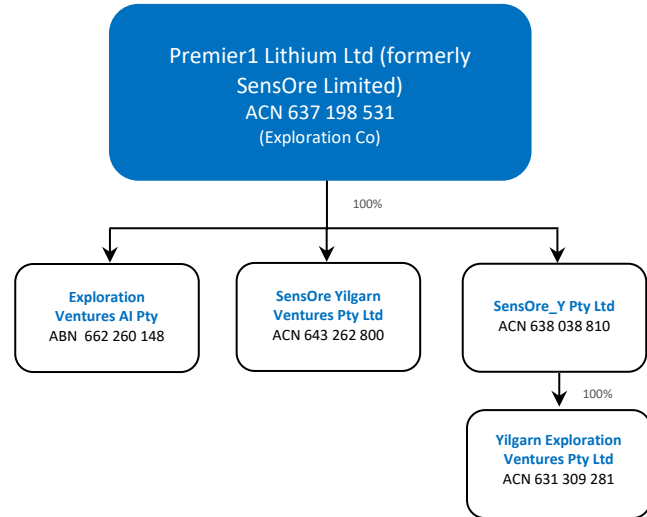 Premier1 Lithium Ltd (formerly
SensOre Limited)
ACN 637 198 531
(Exploration Co)
100%
Exploration
Ventures AI Pty
ABN 662 260 148
SensOre Yilgarn
Ventures Pty Ltd
ACN 643 262 800
SensOre_Y Pty Ltd
ACN 638 038 810
100%
Yilgarn Exploration
Ventures Pty Ltd
ACN 631 309 281